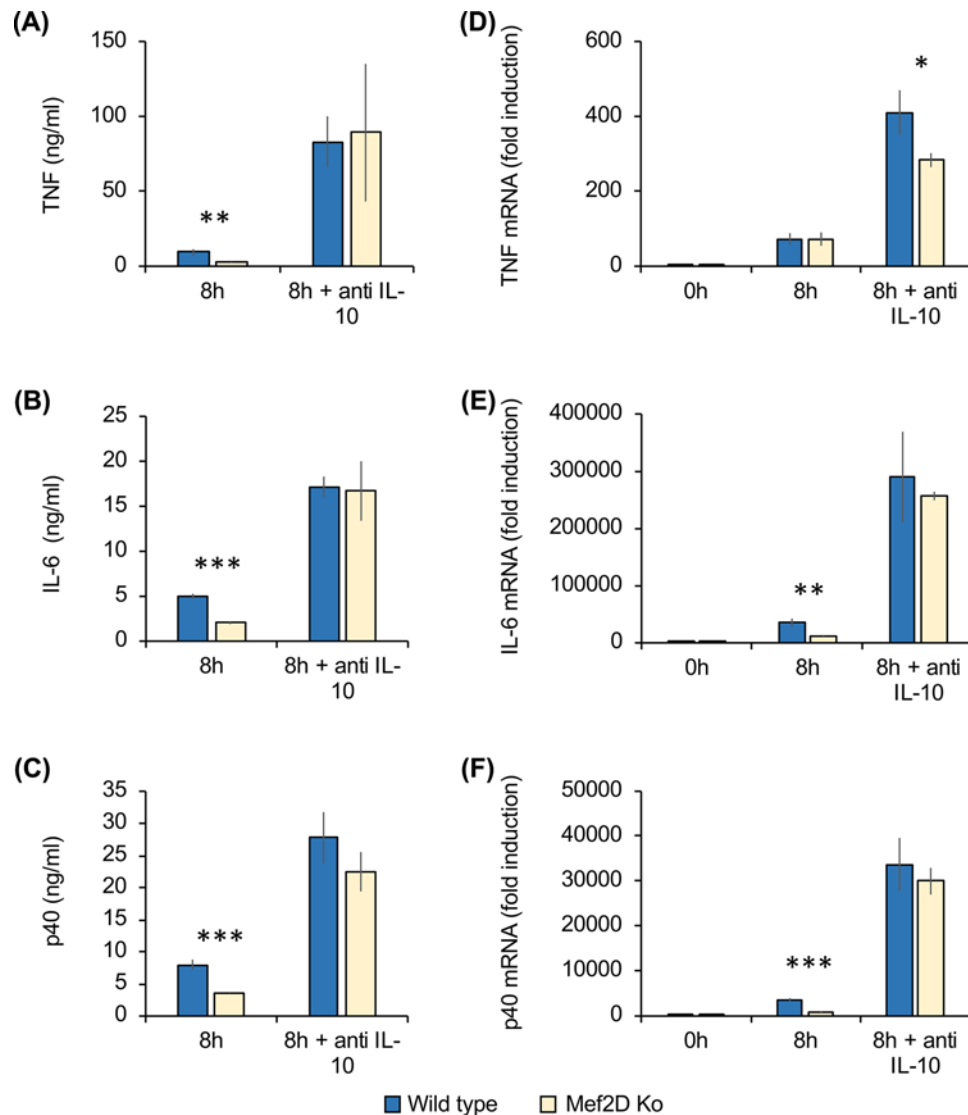 (A)
TNF (ng/ml)
150
100
50
0
**
8h
8h + anti IL-
10
(D)
TNF mRNA (fold induction)
600
400
200
0
*
0h
8h
8h + anti
IL-10
(B)
IL-6 (ng/ml)
25
20
15
10
5
0
***
8h
8h + anti IL-
10
(E)
IL-6 mRNA (fold induction)
400000
300000
200000
100000
0
**
0h
8h
8h + anti
IL-10
(C)
p40 (ng/ml)
35
30
25
20
15
10
5
0
***
8h
8h + anti IL-
10
(F)
p40 mRNA (fold induction)
50000
40000
30000
20000
10000
0
***
0h
8h
8h + anti
IL-10
Wild type
Mef2D Ko